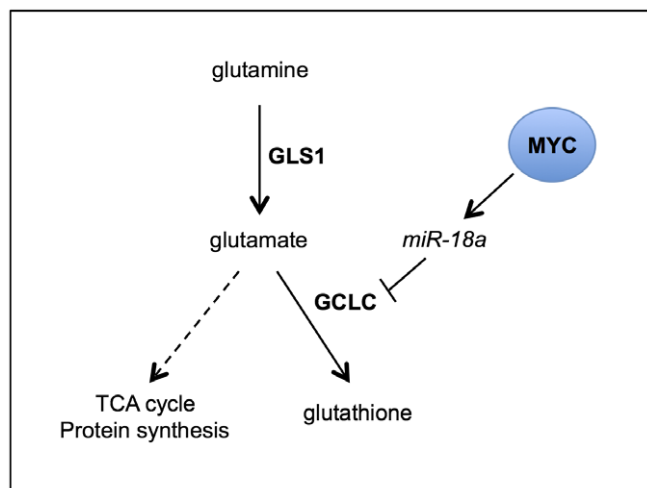 glutamine
MYC
GLS1
glutamate
miR-18a
GCLC
TCA cycle
Protein synthesis
glutathione